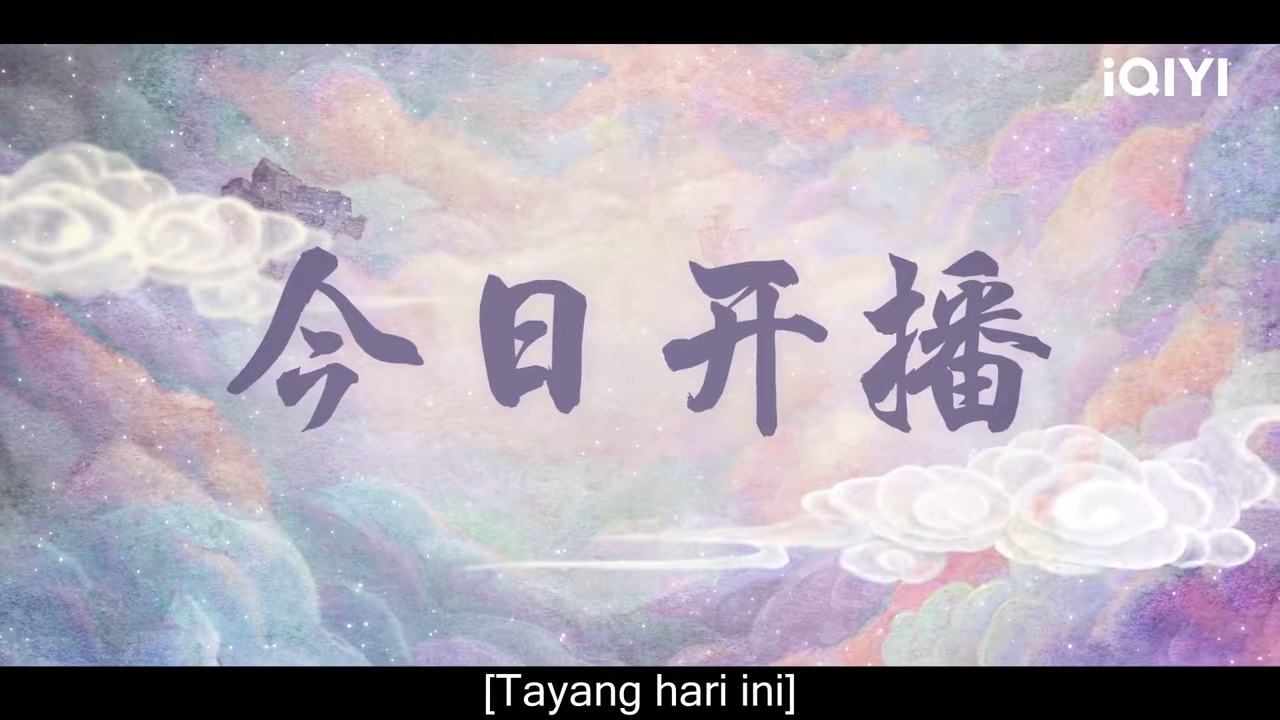 iQIYI
今日开播
[Tayang hari ini]